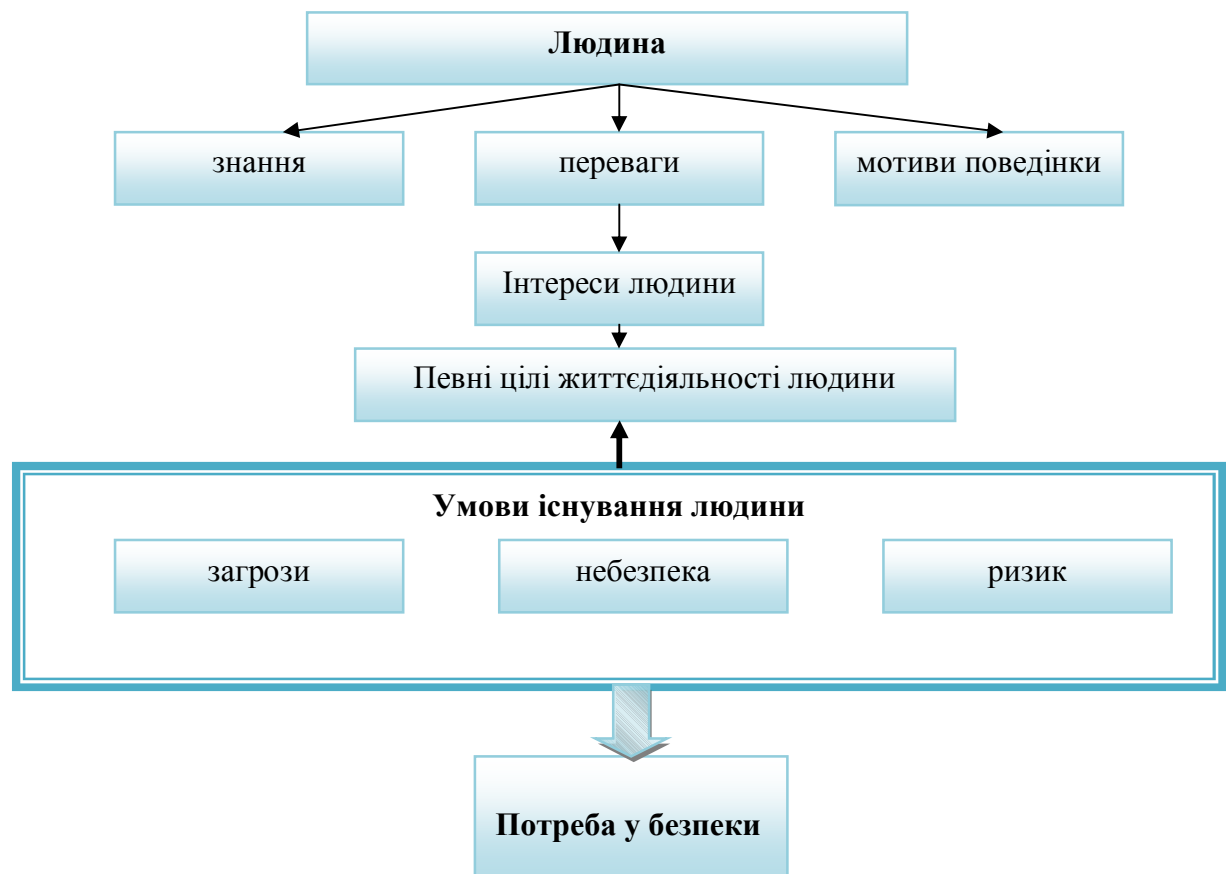 Людина
знання
переваги
мотиви поведінки
Інтереси людини
Певні цілі життєдіяльності людини
Умови існування людини
загрози
небезпека
ризик
Потреба у безпеки